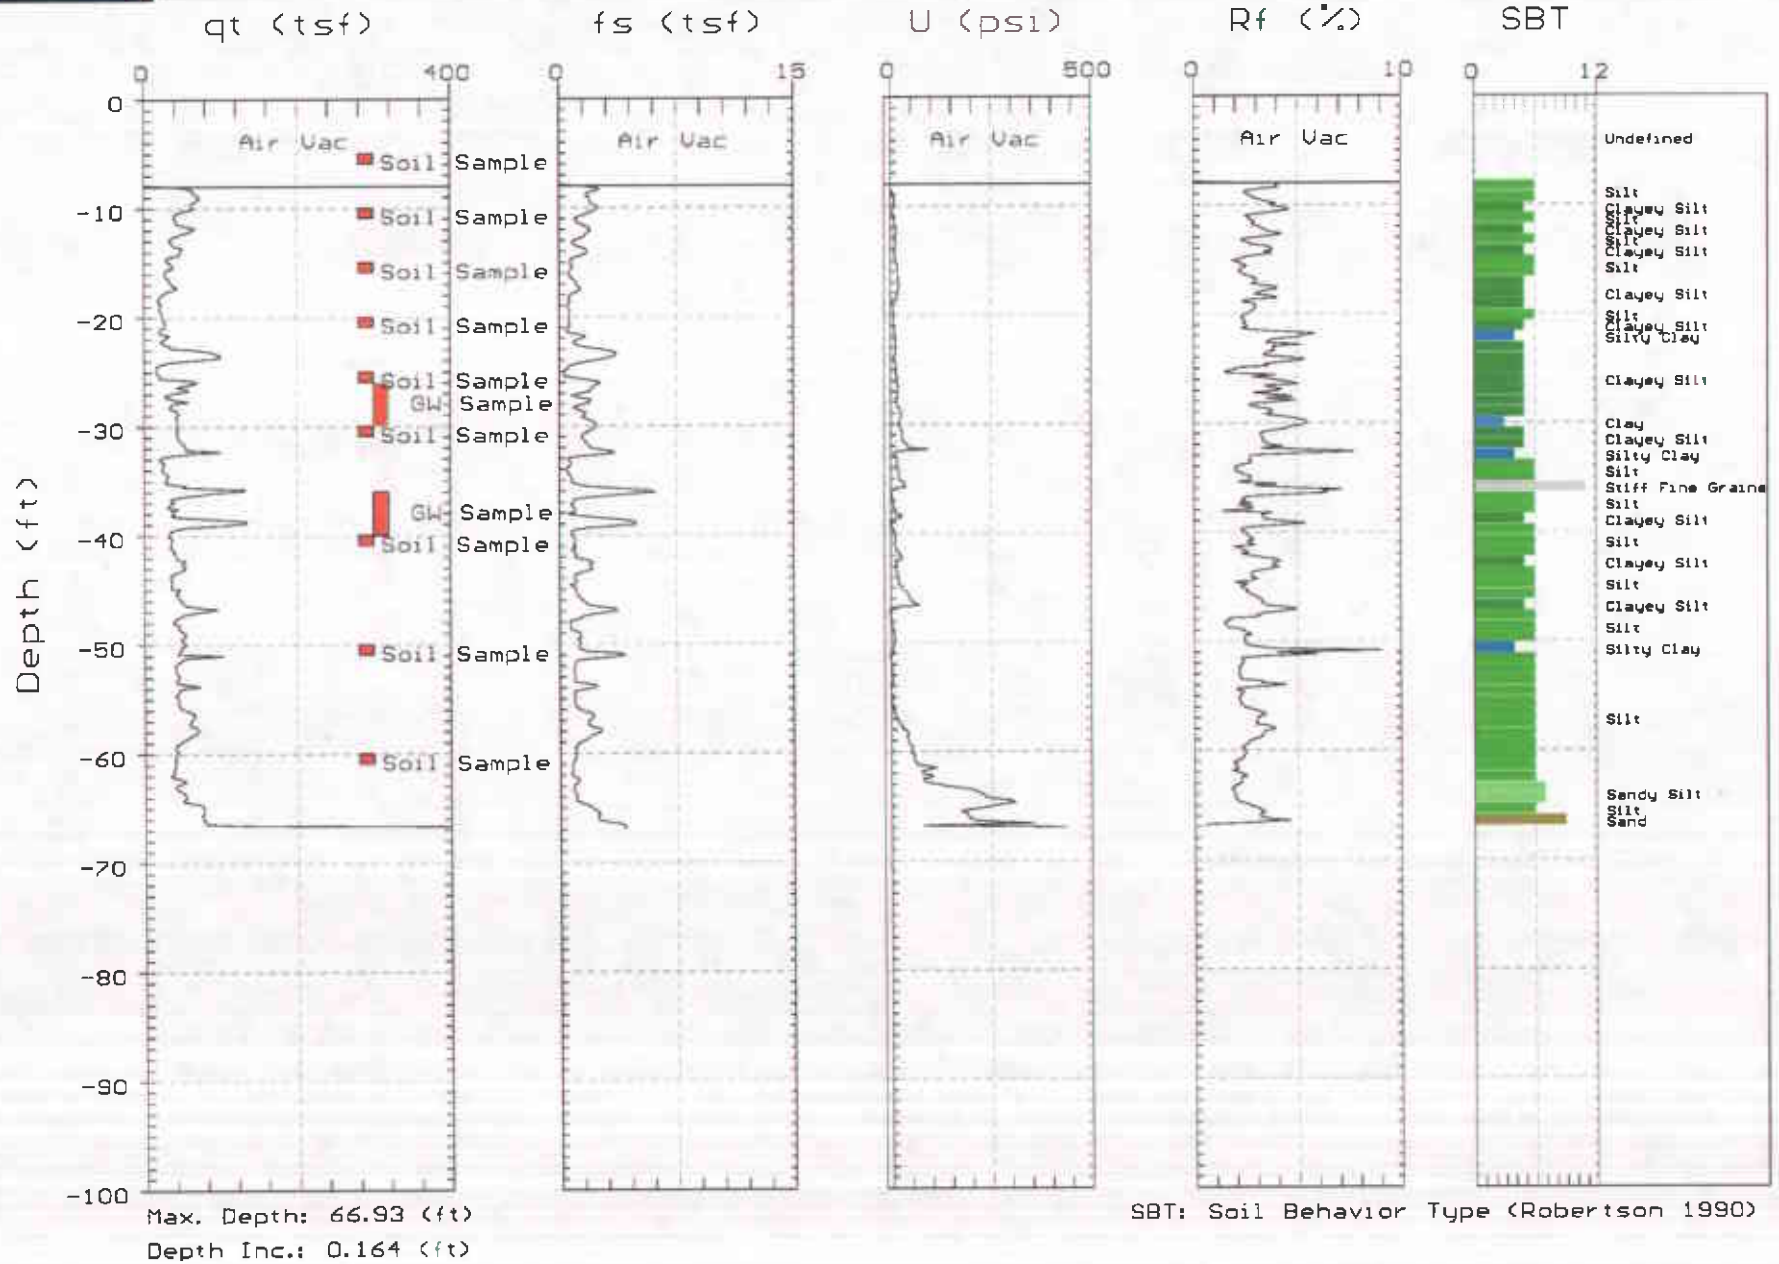 qt (tsf) fs (tsf) U (psi) Rf (%) SBT
0 400 0 15 0 500 0 10 0 12
0
Air Vac Air Vac Air Vac Air Vac Undefined
Soil Sample
Silt
-10
Soil Sample
Clayey Silt
Silt
Clayey Silt
Silt
Clayey Silt
Soil Sample
Silt
Clayey Silt
-20
Soil Sample
Silt
Clayey Silt
Silty Clay
Soil Sample
Clayey Silt
GW Sample
-30
Soil Sample
Clay
Clayey Silt
Silty Clay
Silt
Stiff Fine Graine
Silt
GW Sample
Clayey Silt
-40
Soil Sample
Silt
Clayey Silt
Silt
Clayey Silt
Silt
-50
Soil Sample
Silty Clay
Silt
-60
Soil Sample
Sandy Silt
Silt
Sand
-70
-80
-90
-100
Depth (ft)
Max. Depth: 66.93 (ft)
Depth Inc.: 0.164 (ft)
SBT: Soil Behavior Type (Robertson 1990)